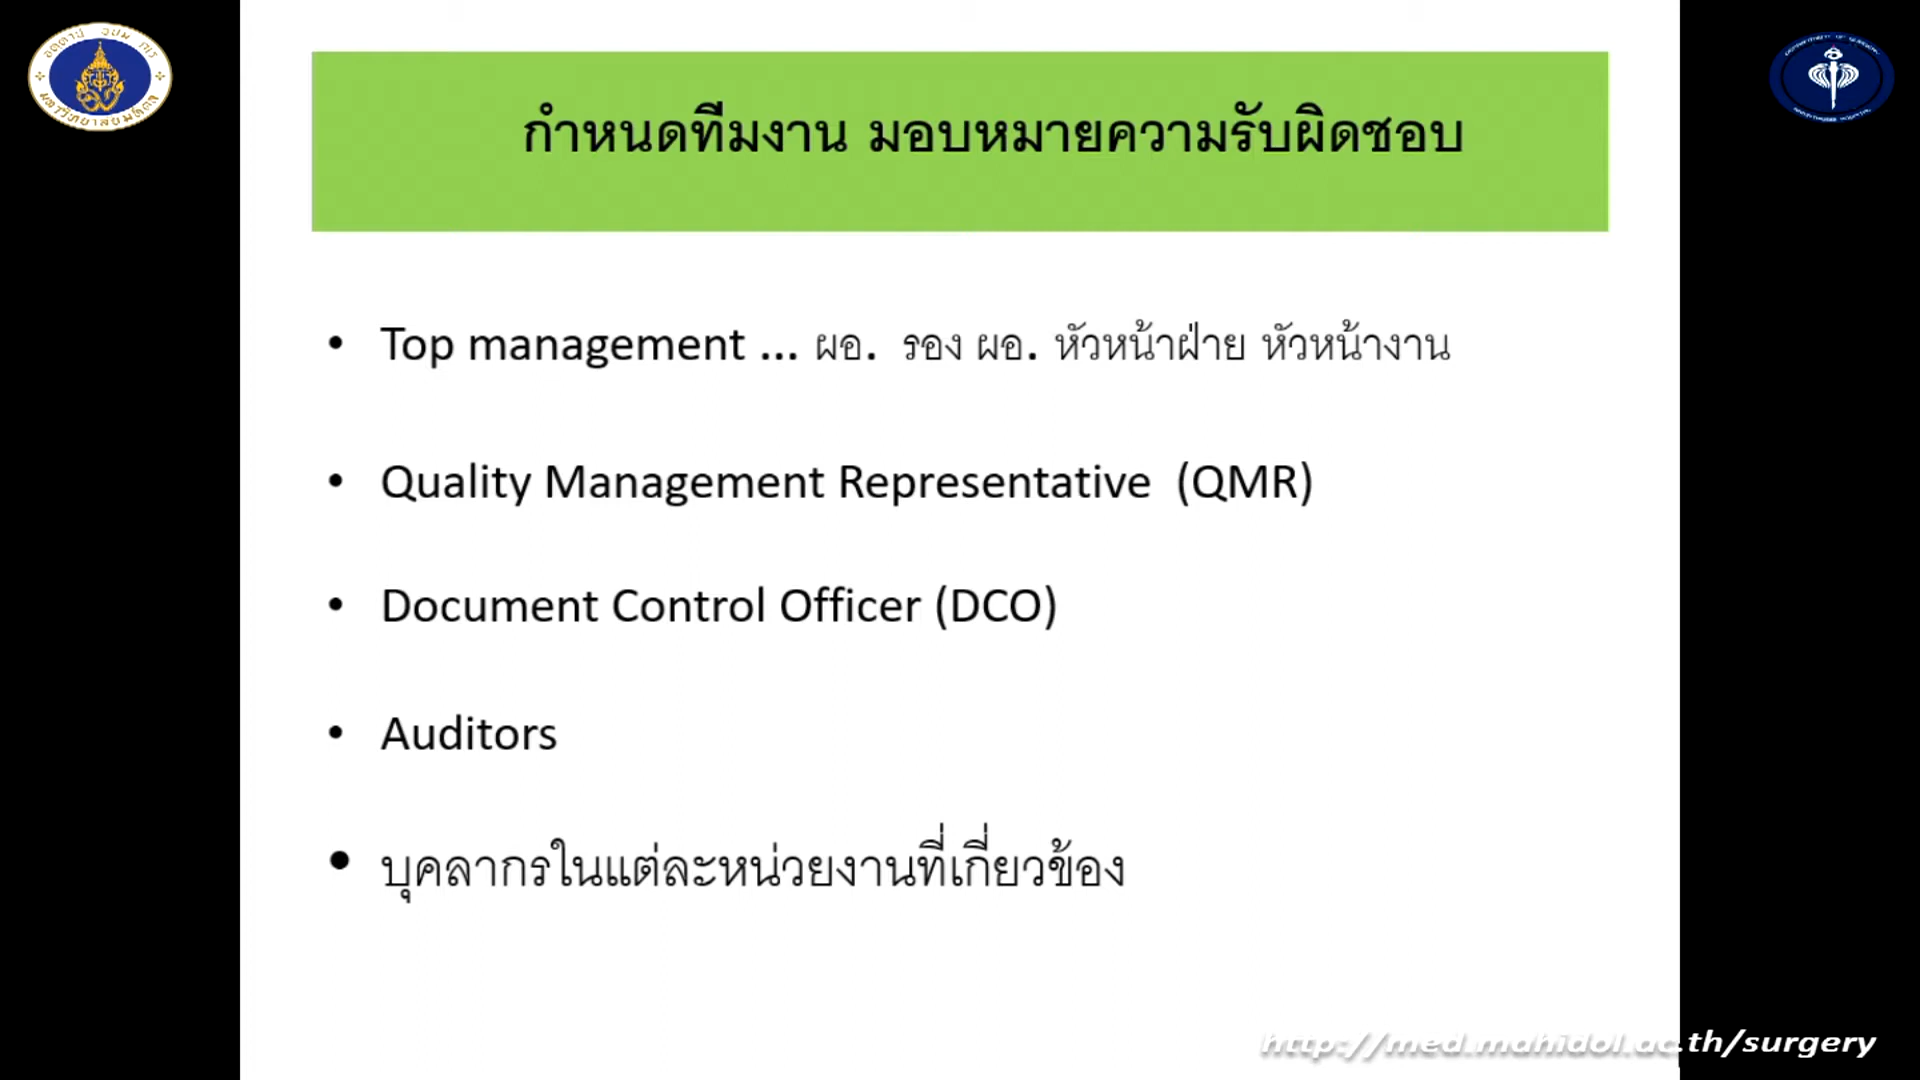 กำหนดทีมงาน มอบหมายความรับผิดชอบ
• Top management ... ผอ. รอง ผอ. หัวหน้าฝ่าย หัวหน้างาน
• Quality Management Representative (QMR)
• Document Control Officer (DCO)
• Auditors
• บุคลากรในแต่ละหน่วยงานที่เกี่ยวข้อง
http://med.mahidol.ac.th/surgery